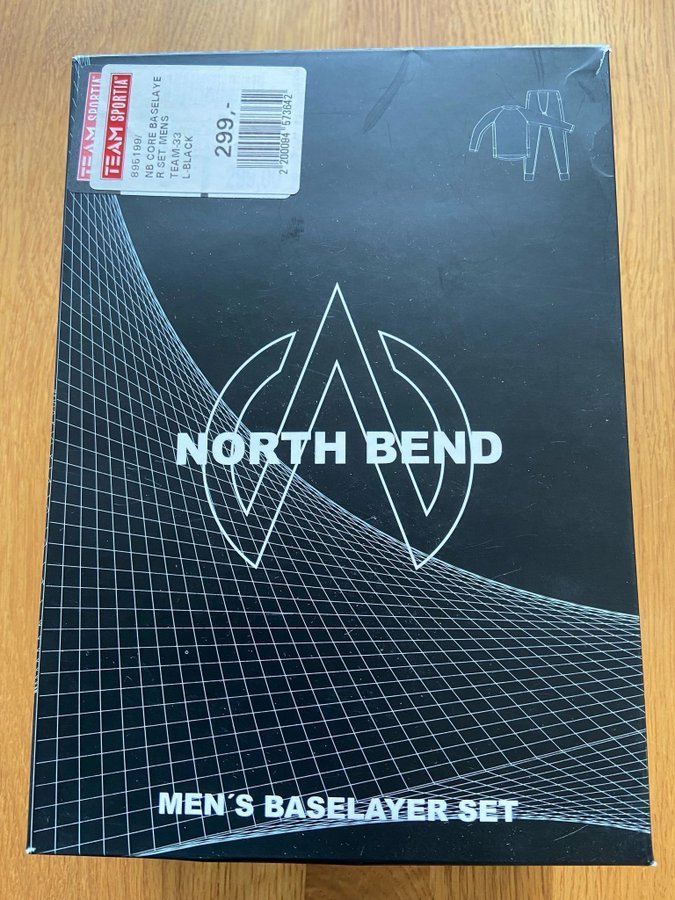 TEAM SPORTIA
TEAM SPORTIA
895199/
NB CORE BASELAYE
R SET MENS
TEAM-33
L-BLACK
299,-
2 200094 573642
NORTH BEND
MEN´S BASELAYER SET